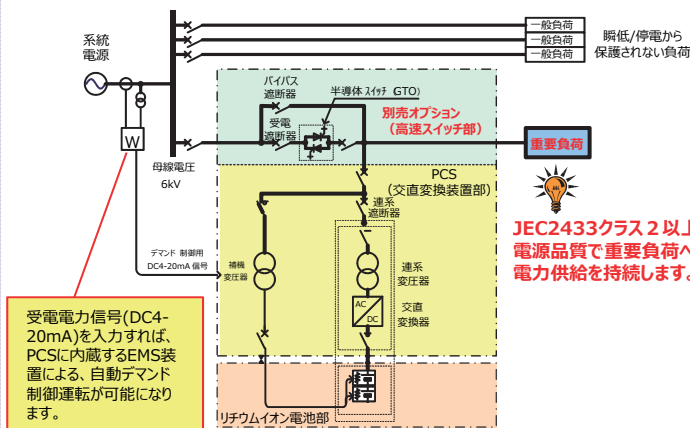 系統
電源
一般負荷
一般負荷
一般負荷
瞬低/停電から
保護されない負荷
バイパス
遮断器
半導体 スイッチ GTO)
受電
遮断器
別売オプション
（高速スイッチ部）
重要負荷
W
母線電圧
6kV
PCS
（交直変換装置部）
連系
遮断器
JEC2433クラス２以上
電源品質で重要負荷へ
電力供給を持続します。
デマンド 制御用
DC4-20mA 信号
補機
変圧器
連系
変圧器
AC
DC
交直
変換器
受電電力信号(DC4-
20mA)を入力すれば、
PCSに内蔵するEMS装
置による、自動デマンド
制御運転が可能になり
ます。
リチウムイオン電池部